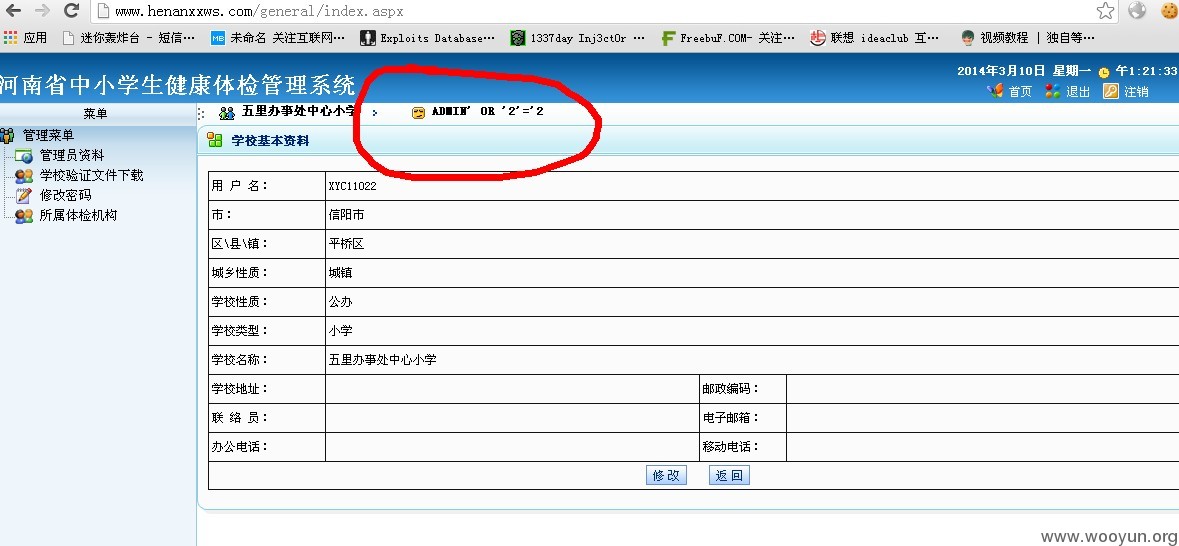 www.henanxxws.com/general/index.aspx
应用 迷你轰炸台 - 短信… 未命名 关注互联网… Exploits Database… 1337day Inj3ct0r … FreebuF.COM- 关注… 联想 ideaclub 互… 视频教程 | 独自等…
河南省中小学生健康体检管理系统
2014年3月10日 星期一 午1:21:33
首页 退出 注销
菜单
管理菜单
管理员资料
学校验证文件下载
修改密码
所属体检机构
五里办事处中心小学 ADMIN' OR '2'='2
学校基本资料
用 户 名: XYC11022
市: 信阳市
区\县\镇: 平桥区
城乡性质: 城镇
学校性质: 公办
学校类型: 小学
学校名称: 五里办事处中心小学
学校地址: 邮政编码:
联 络 员: 电子邮箱:
办公电话: 移动电话:
修改 返回
www.wooyun.org